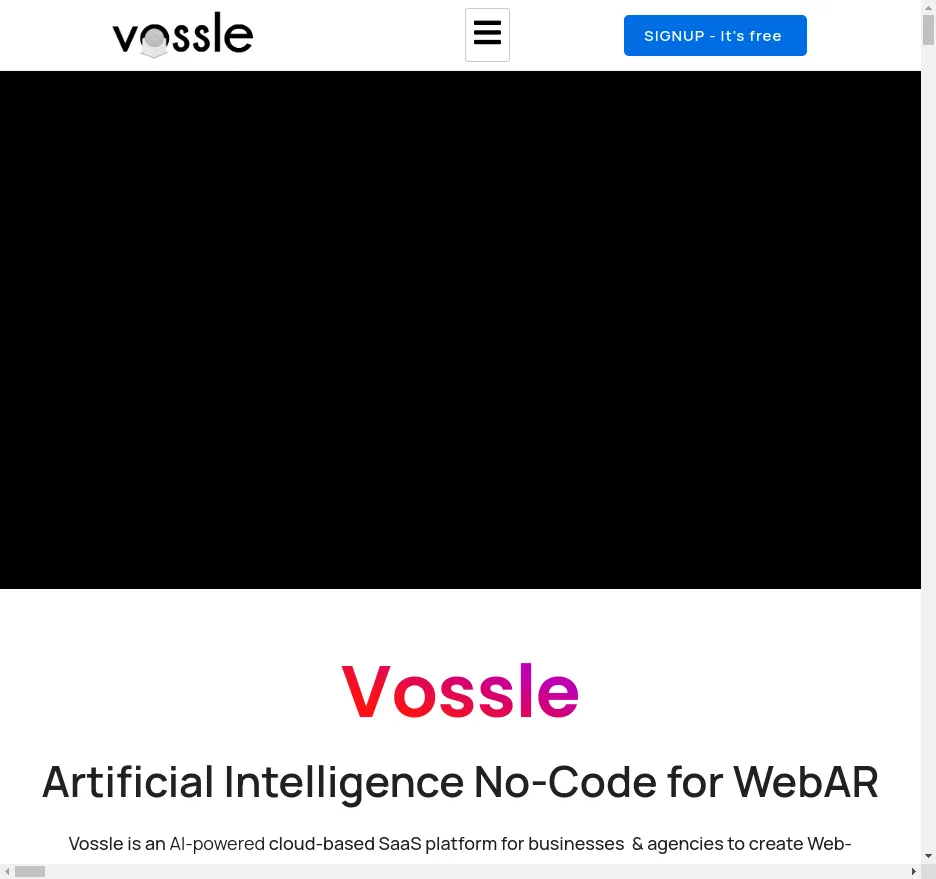 vossle
SIGNUP - It's free
Vossle
Artificial Intelligence No-Code for WebAR
Vossle is an AI-powered cloud-based SaaS platform for businesses & agencies to create Web-